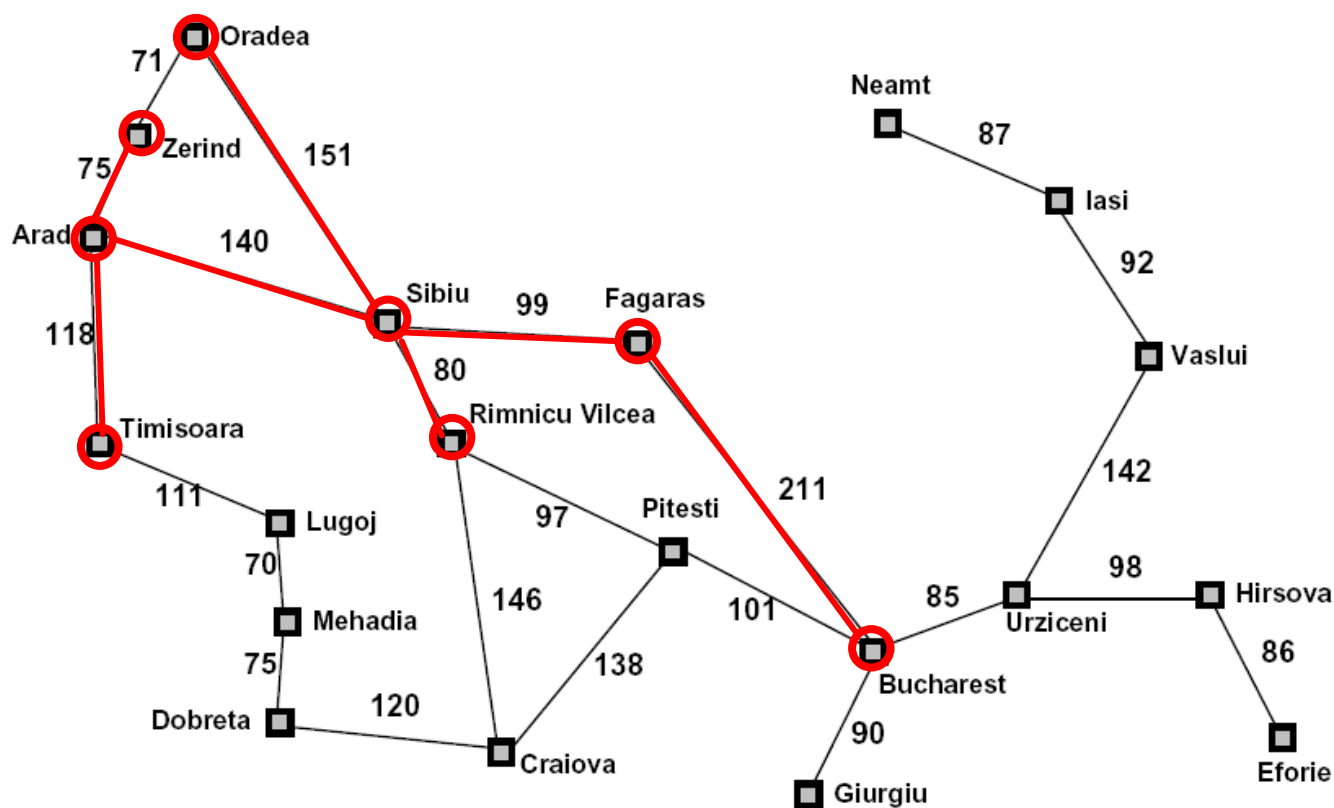 Oradea
71
Neamt
87
Zerind
151
75
Iasi
Arad
140
92
Sibiu
99
Fagaras
118
Vaslui
80
Timisoara
Rimnicu Vilcea
142
111
211
Lugoj
97
Pitesti
70
98
Hirsova
146
101
85
Mehadia
Urziceni
75
138
86
Bucharest
Dobreta
120
90
Craiova
Eforie
Giurgiu